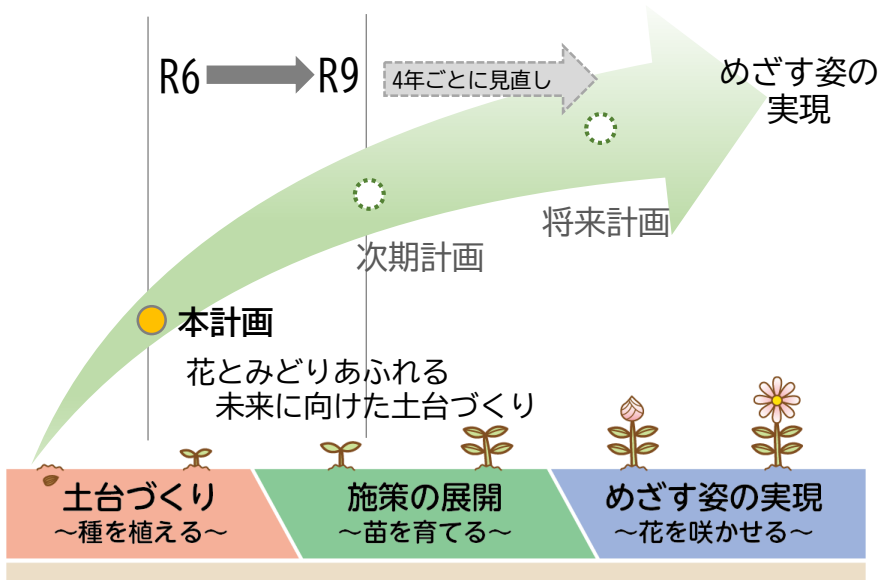 R6
R9
4年ごとに見直し
めざす姿の
実現
将来計画
次期計画
本計画
花とみどりあふれる
未来に向けた土台づくり
土台づくり
～種を植える～
施策の展開
～苗を育てる～
めざす姿の実現
～花を咲かせる～